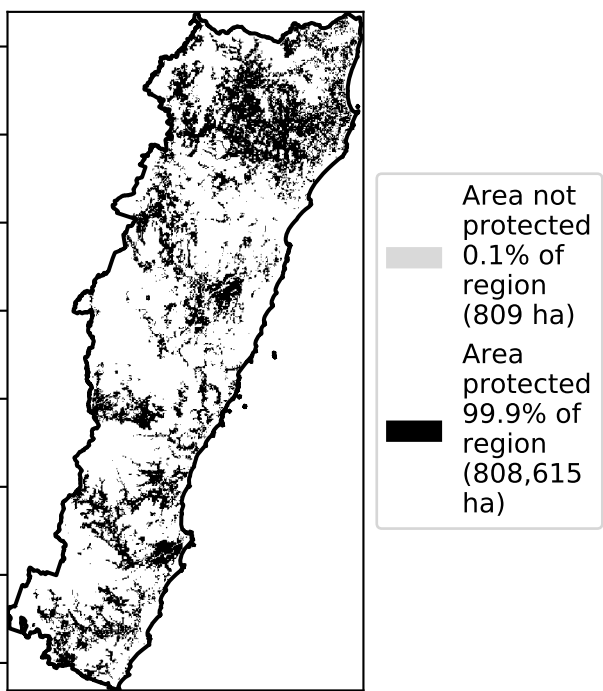 Area not
protected
0.1% of
region
(809 ha)
Area
protected
99.9% of
region
(808,615
ha)